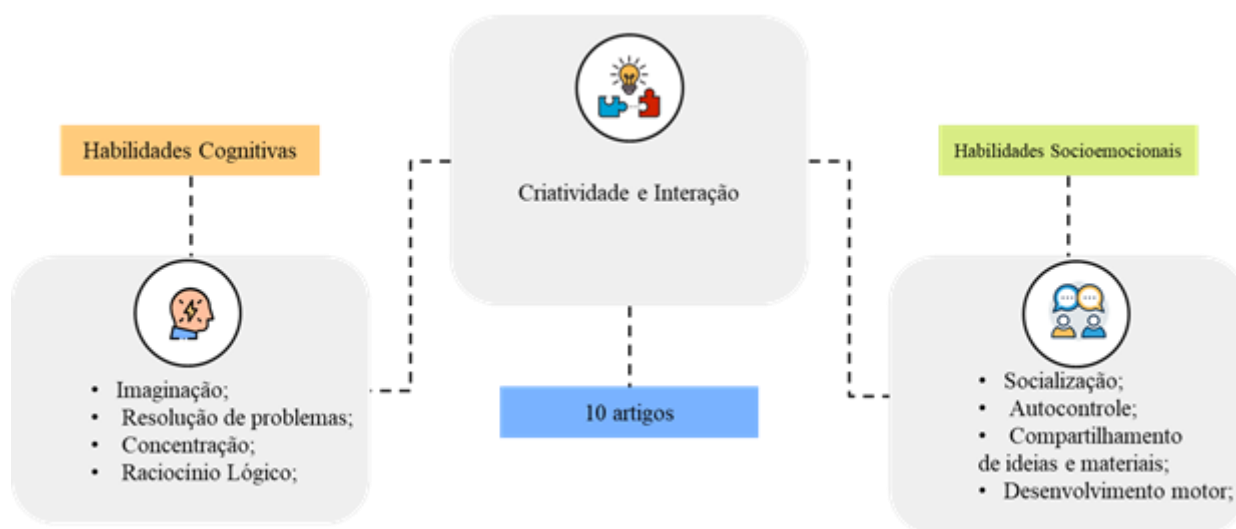 Criatividade e Interação
Habilidades Cognitivas
• Imaginação;
• Resolução de problemas;
• Concentração;
• Raciocínio Lógico;
10 artigos
Habilidades Socioemocionais
• Socialização;
• Autocontrole;
• Compartilhamento
de ideias e materiais;
• Desenvolvimento motor;